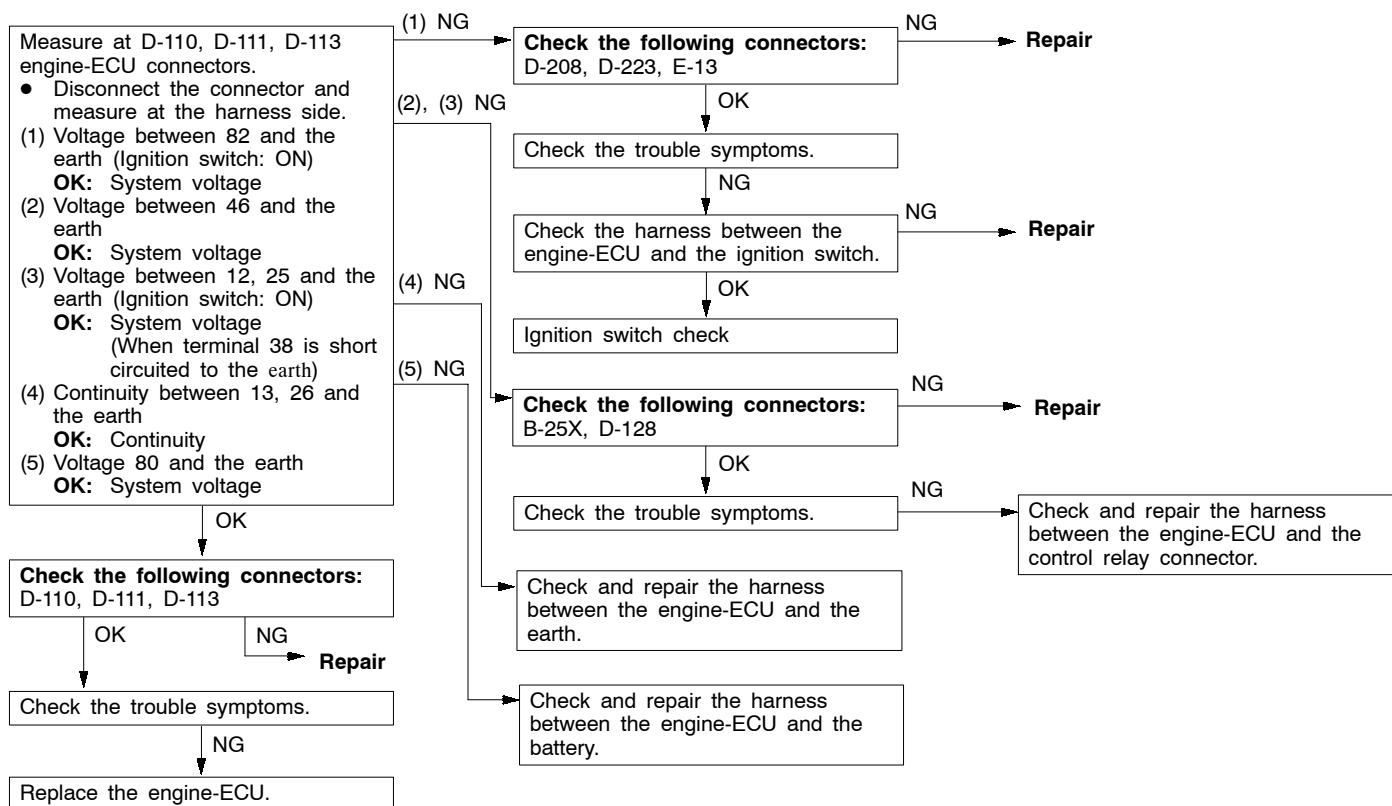 Measure at D-110, D-111, D-113
engine-ECU connectors.
● Disconnect the connector and
measure at the harness side.
(1) Voltage between 82 and the
earth (Ignition switch: ON)
OK: System voltage
(2) Voltage between 46 and the
earth
OK: System voltage
(3) Voltage between 12, 25 and the
earth (Ignition switch: ON)
OK: System voltage
(When terminal 38 is short
circuited to the earth)
(4) Continuity between 13, 26 and
the earth
OK: Continuity
(5) Voltage 80 and the earth
OK: System voltage
OK
Check the following connectors:
D-110, D-111, D-113
OK
NG
Repair
Check the trouble symptoms.
NG
Replace the engine-ECU.
(1) NG
Check the following connectors:
D-208, D-223, E-13
NG
Repair
OK
Check the trouble symptoms.
NG
Check the harness between the
engine-ECU and the ignition switch.
NG
Repair
OK
Ignition switch check
(2), (3) NG
Check the following connectors:
B-25X, D-128
NG
Repair
OK
Check the trouble symptoms.
NG
Check and repair the harness
between the engine-ECU and the
control relay connector.
(4) NG
Check and repair the harness
between the engine-ECU and the
earth.
(5) NG
Check and repair the harness
between the engine-ECU and the
battery.